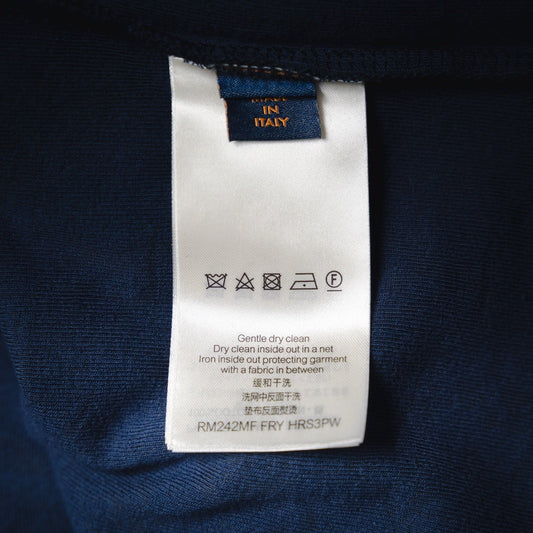 MADE
IN
ITALY
F
Gentle dry clean
Dry clean inside out in a net
Iron inside out protecting garment
with a fabric in between
缓和干洗
洗网中反面干洗
垫布反面熨烫
RM242MF FRY HRS3PW